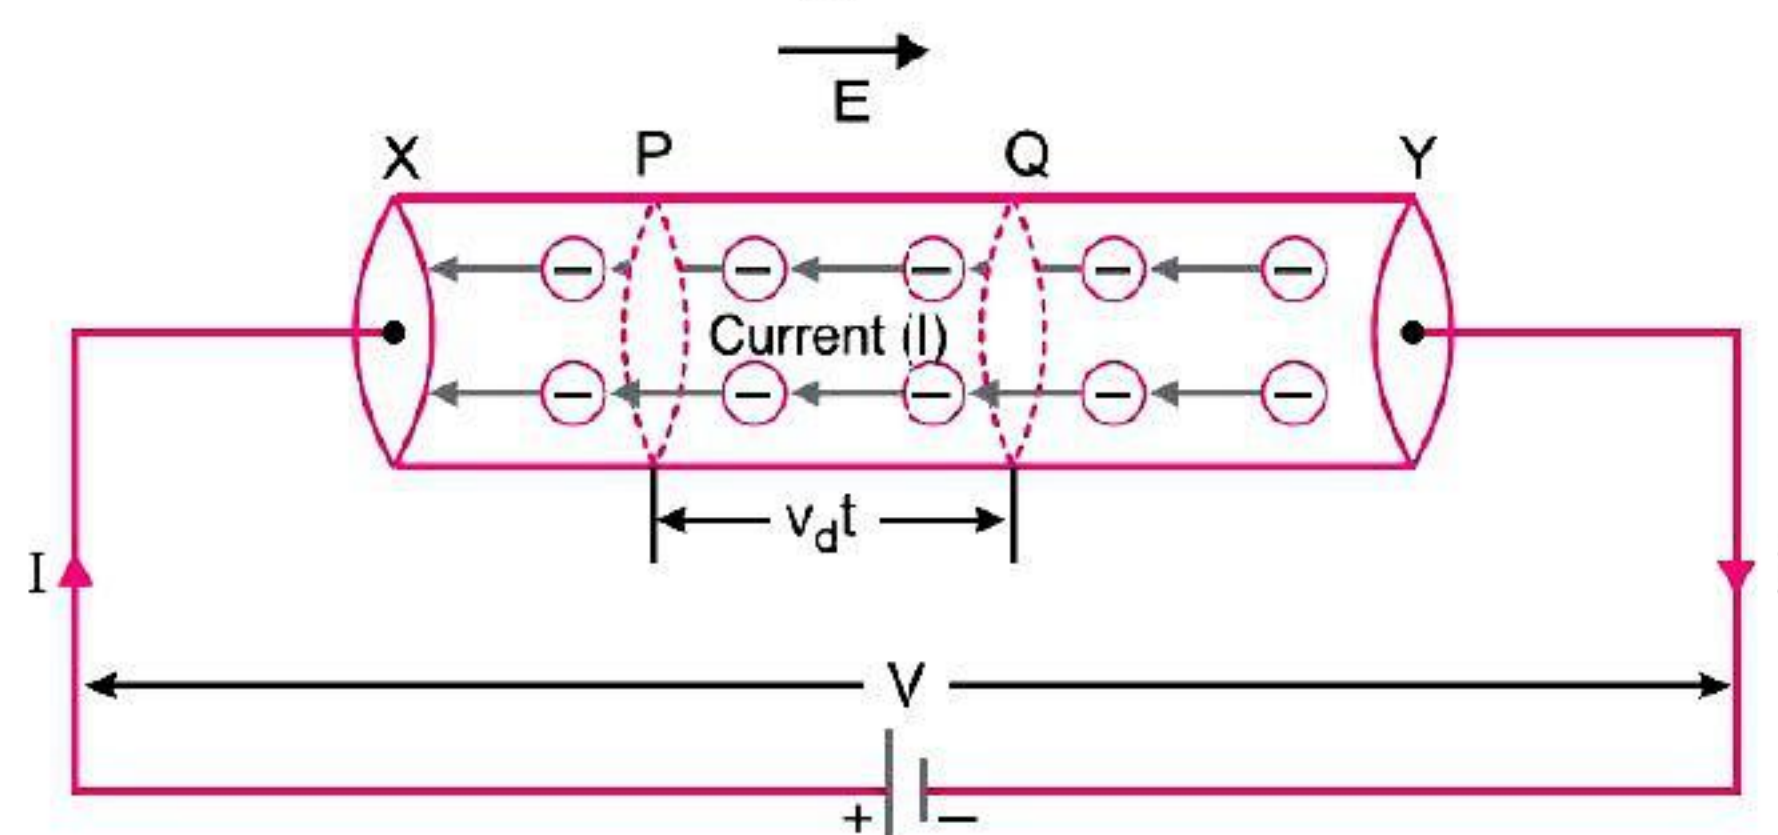 E
X P Q Y
Current (I)
v_d t
I
V
+ −